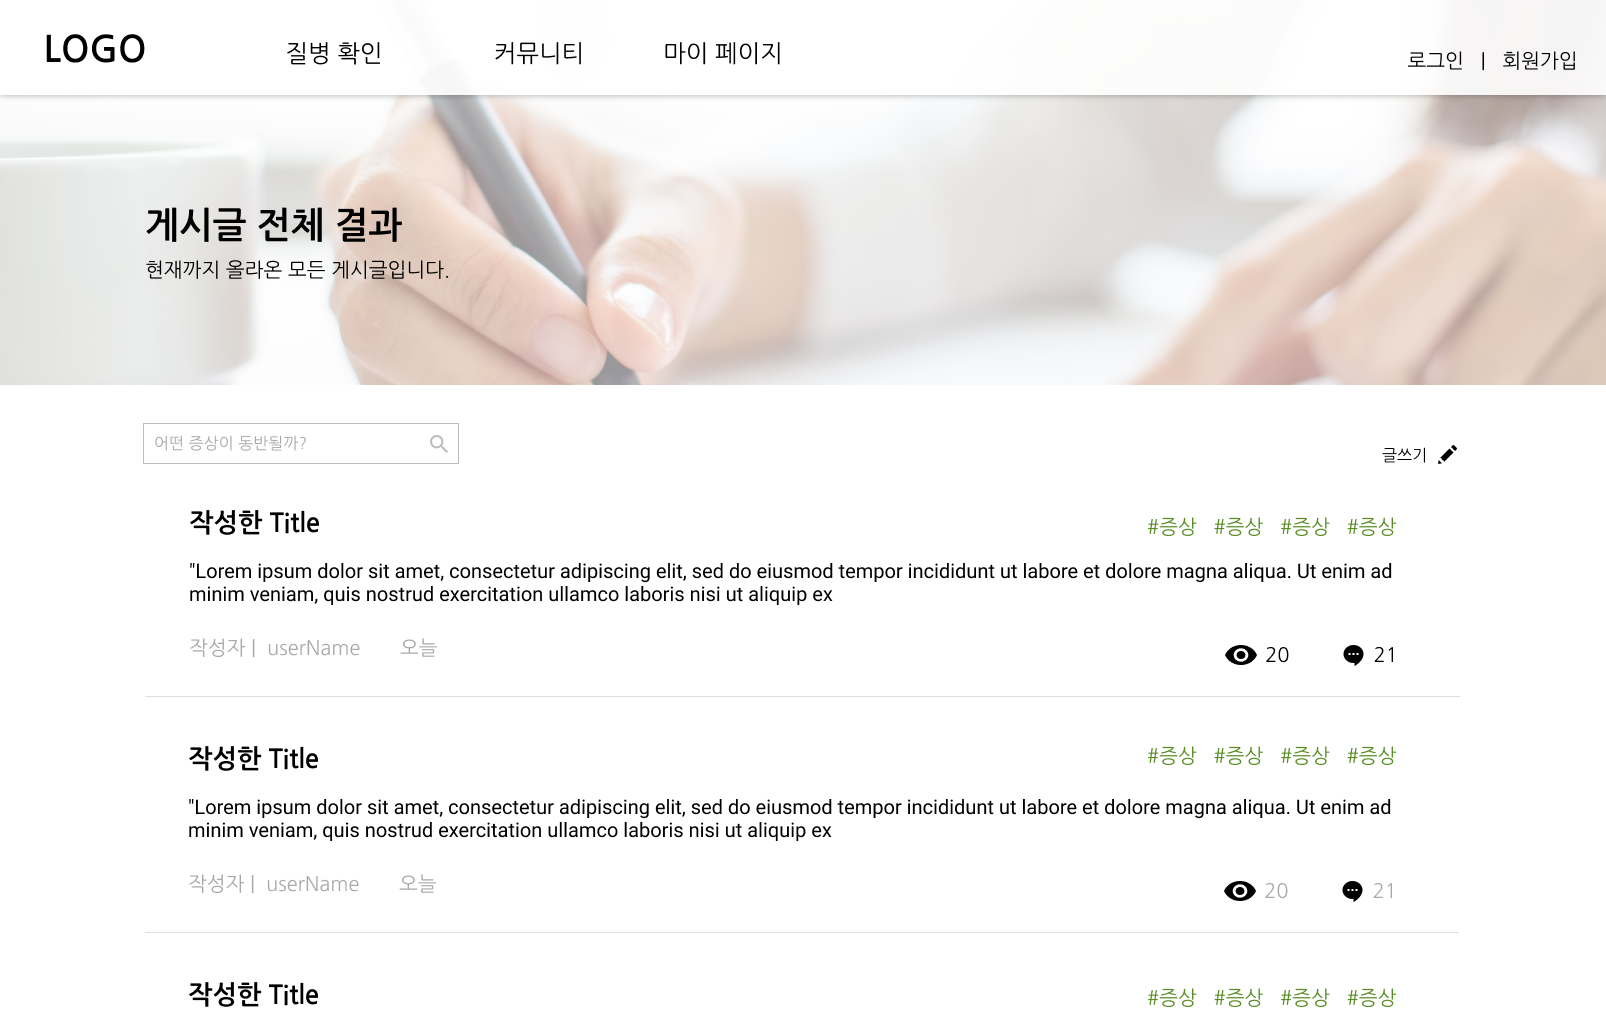 LOGO 질병 확인 커뮤니티 마이 페이지 로그인 | 회원가입
게시글 전체 결과
현재까지 올라온 모든 게시글입니다.
어떤 증상이 동반될까?
글쓰기
작성한 Title #증상 #증상 #증상 #증상
"Lorem ipsum dolor sit amet, consectetur adipiscing elit, sed do eiusmod tempor incididunt ut labore et dolore magna aliqua. Ut enim ad
minim veniam, quis nostrud exercitation ullamco laboris nisi ut aliquip ex
작성자 | userName 오늘 20 21
작성한 Title #증상 #증상 #증상 #증상
"Lorem ipsum dolor sit amet, consectetur adipiscing elit, sed do eiusmod tempor incididunt ut labore et dolore magna aliqua. Ut enim ad
minim veniam, quis nostrud exercitation ullamco laboris nisi ut aliquip ex
작성자 | userName 오늘 20 21
작성한 Title #증상 #증상 #증상 #증상